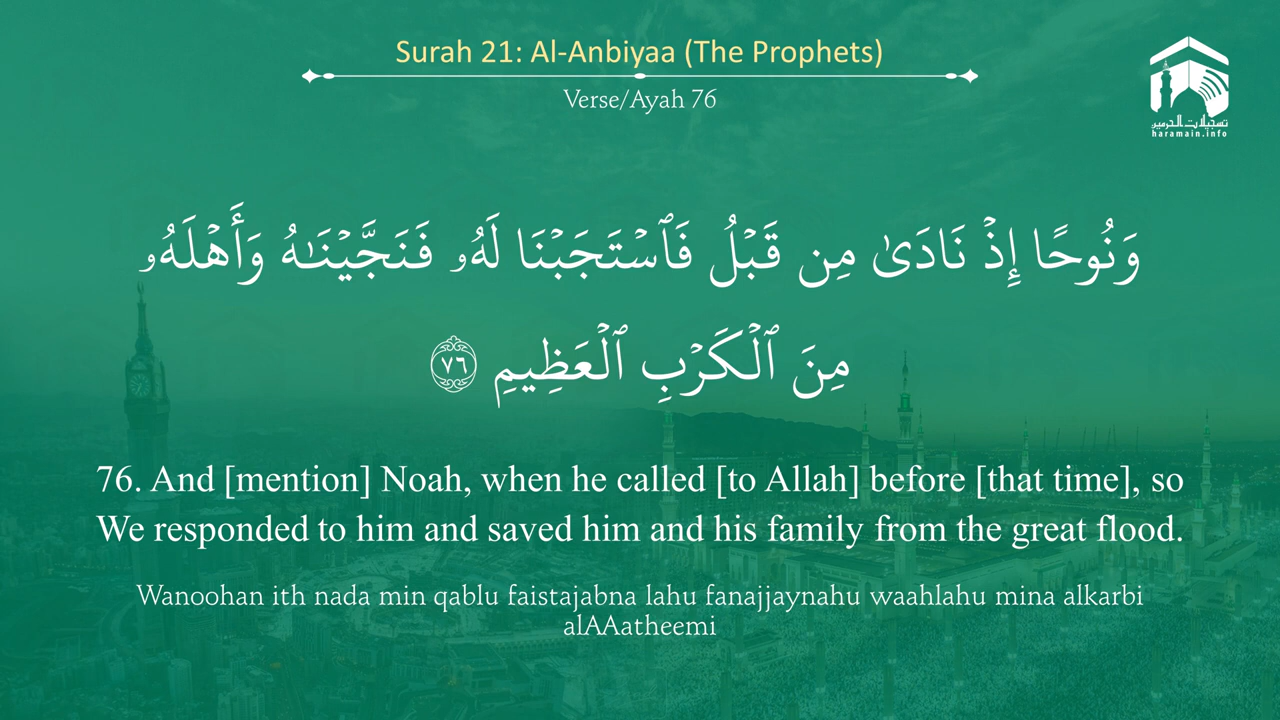 Surah 21: Al-Anbiyaa (The Prophets)
Verse/Ayah 76
تسجيلات الحرمين
haramain.info
وَنُوحًا إِذْ نَادَىٰ مِن قَبْلُ فَٱسْتَجَبْنَا لَهُۥ فَنَجَّيْنَـٰهُ وَأَهْلَهُۥ
مِنَ ٱلْكَرْبِ ٱلْعَظِيمِ ٧٦
76. And [mention] Noah, when he called [to Allah] before [that time], so
We responded to him and saved him and his family from the great flood.
Wanoohan ith nada min qablu faistajabna lahu fanajjaynahu waahlahu mina alkarbi
alAAatheemi